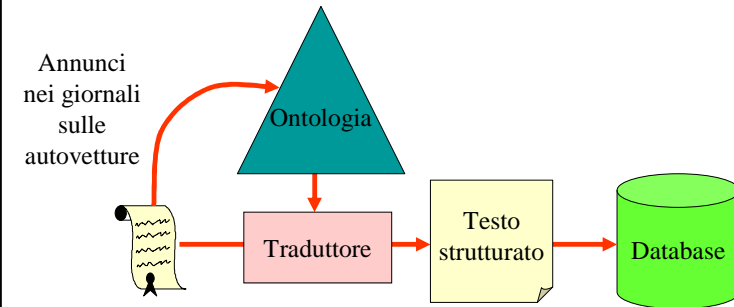 Annunci
nei giornali
sulle
autovetture
Ontologia
Traduttore
Testo
strutturato
Database